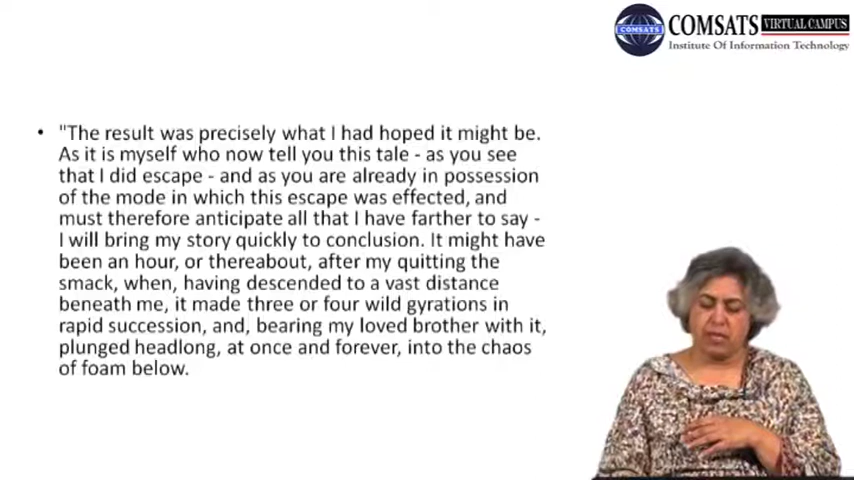 COMSATS VIRTUAL CAMPUS
COMSATS
Institute Of Information Technology
• "The result was precisely what I had hoped it might be.
As it is myself who now tell you this tale - as you see
that I did escape - and as you are already in possession
of the mode in which this escape was effected, and
must therefore anticipate all that I have farther to say -
I will bring my story quickly to conclusion. It might have
been an hour, or thereabout, after my quitting the
smack, when, having descended to a vast distance
beneath me, it made three or four wild gyrations in
rapid succession, and, bearing my loved brother with it,
plunged headlong, at once and forever, into the chaos
of foam below.